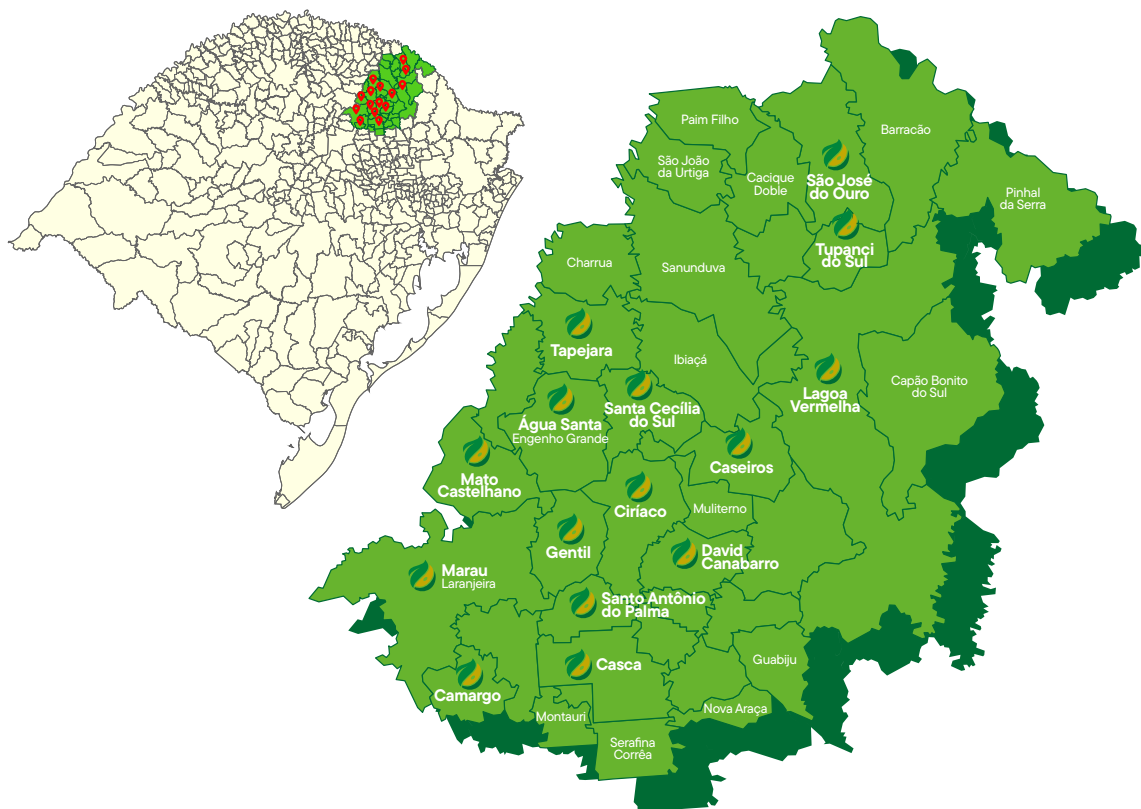 Paim Filho
Barracão
São João
da Urtiga
Cacique
Doble
São José
do Ouro
Pinhal
da Serra
Tupanci
do Sul
Charrua
Sanunduva
Tapejara
Ibiaçá
Lagoa
Vermelha
Capão Bonito
do Sul
Santa Cecília
do Sul
Água Santa
Engenho Grande
Caseiros
Mato
Castelhano
Ciríaco
Muliterno
Gentil
David
Canabarro
Marau
Laranjeira
Santo Antônio
do Palma
Casca
Guabiju
Camargo
Nova Araça
Montauri
Serafina
Corrêa